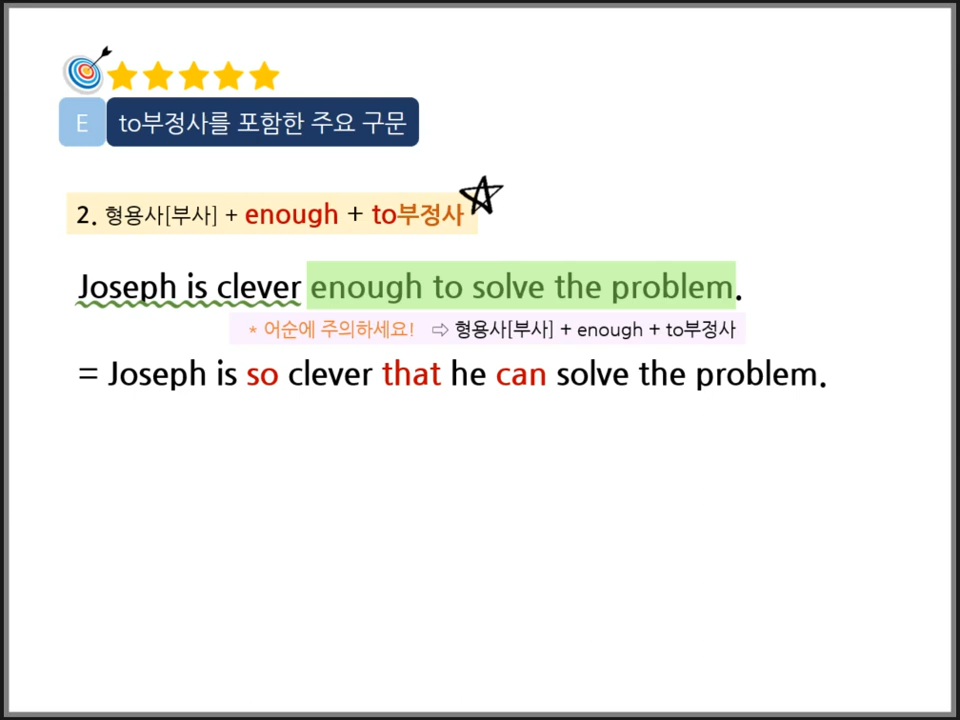 E to부정사를 포함한 주요 구문
2. 형용사[부사] + enough + to부정사
Joseph is clever enough to solve the problem.
* 어순에 주의하세요! ⇨ 형용사[부사] + enough + to부정사
= Joseph is so clever that he can solve the problem.